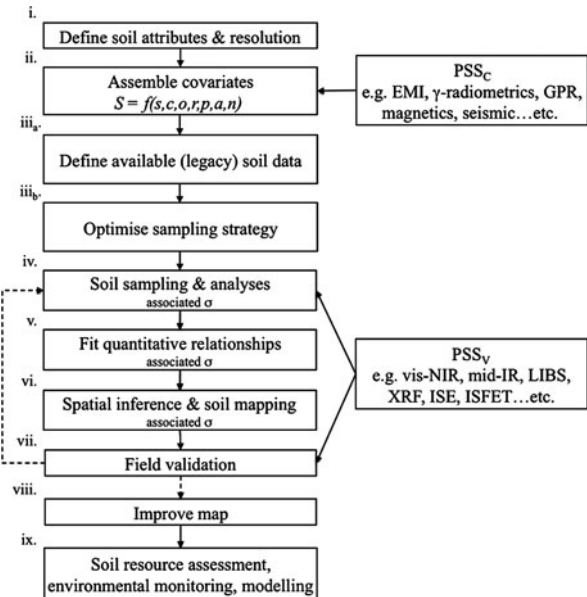 i.
Define soil attributes & resolution
ii.
Assemble covariates
S = f(s,c,o,r,p,a,n)
PSSC
e.g. EMI, γ-radiometrics, GPR,
magnetics, seismic…etc.
iiia.
Define available (legacy) soil data
iiib.
Optimise sampling strategy
iv.
Soil sampling & analyses
associated σ
v.
Fit quantitative relationships
associated σ
PSSV
e.g. vis-NIR, mid-IR, LIBS,
XRF, ISE, ISFET…etc.
vi.
Spatial inference & soil mapping
associated σ
vii.
Field validation
viii.
Improve map
ix.
Soil resource assessment,
environmental monitoring, modelling